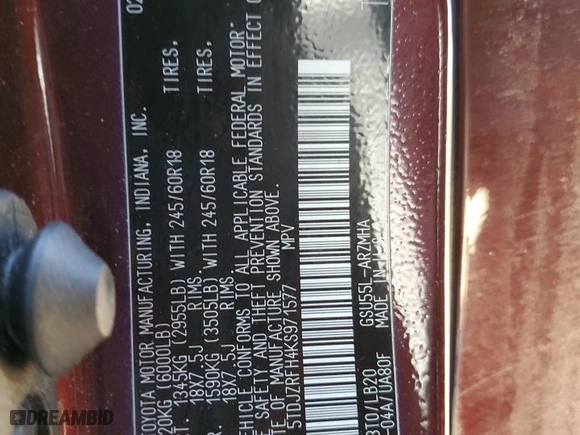 02
TOYOTA MOTOR MANUFACTURING, INDIANA, INC.
20KG (6000LB)
1345KG (2955LB) WITH 245/60R18 TIRES,
18X7.5J RIMS,
1590KG (3505LB) WITH 245/60R18 TIRES,
18X7.5J RIMS,
VEHICLE CONFORMS TO ALL APPLICABLE FEDERAL MOTOR
SAFETY AND THEFT PREVENTION STANDARDS IN EFFECT
OF MANUFACTURE SHOWN ABOVE.
5TDJZRFH4KS971577 MPV
3T0/LB20 GSU55L-ARZMHA
-04A/UA80F MADE IN U.S.A
DREAMBID